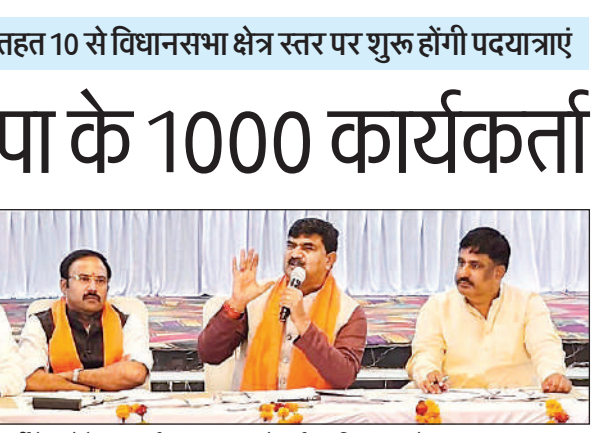 तहत 10 से विधानसभा क्षेत्र स्तर पर शुरू होंगी पदयात्राएं
पा के 1000 कार्यकर्ता